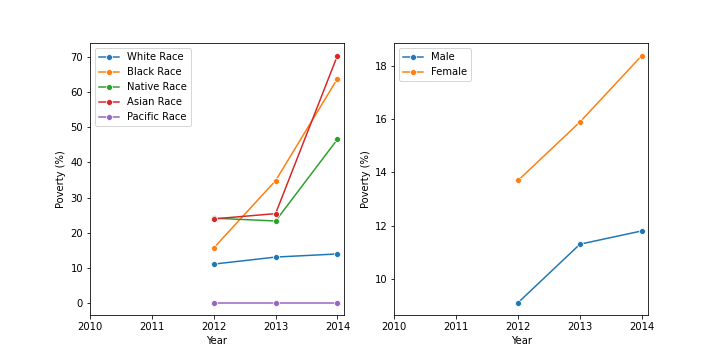 70
60
50
40
30
20
10
0
Poverty (%)
2010 2011 2012 2013 2014
Year
White Race
Black Race
Native Race
Asian Race
Pacific Race
18
16
14
12
10
Poverty (%)
2010 2011 2012 2013 2014
Year
Male
Female